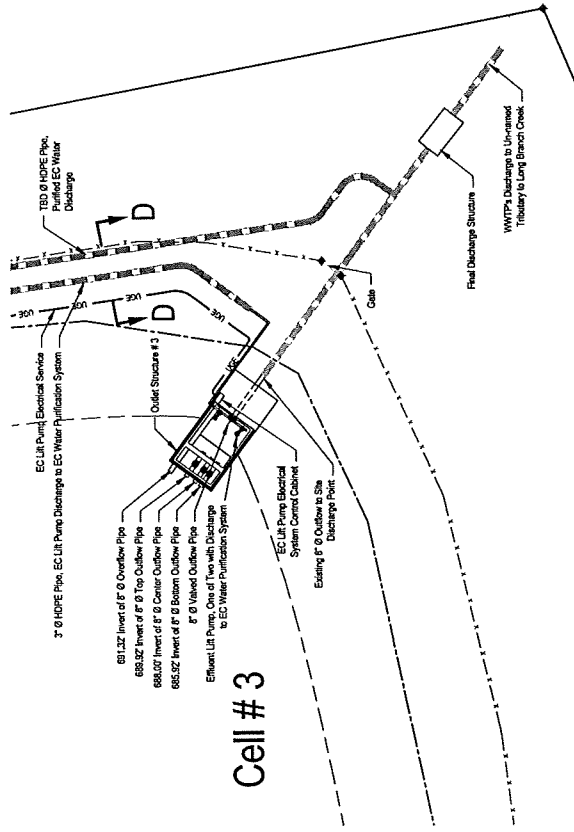 TBD Ø HDPE Pipe,
Purified EC Water
Discharge
D
D
EC Lift Pump Electrical Service
3" Ø HDPE Pipe, EC Lift Pump Discharge to EC Water Purification System
UGE
UGE
UGE
Outlet Structure # 3
691.32' Invert of 8" Ø Overflow Pipe
689.92' Invert of 8" Ø Top Outflow Pipe
688.00' Invert of 8" Ø Center Outflow Pipe
685.92' Invert of 8" Ø Bottom Outflow Pipe
8" Ø Valved Outflow Pipe
Effluent Lift Pump, One of Two with Discharge
to EC Water Purification System
Cell # 3
EC Lift Pump Electrical
System Control Cabinet
Existing 8" Ø Outflow to Site
Discharge Point
Gate
Final Discharge Structure
WWTP's Discharge to Un-named
Tributary to Long Branch Creek